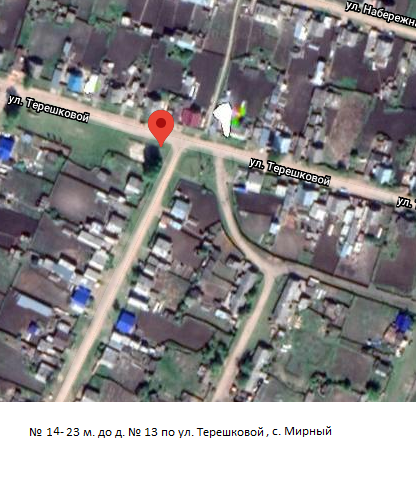 ул. Набережн
ул. Терешковой
ул. Терешковой
ул.
№ 14- 23 м. до д. № 13 по ул. Терешковой , с. Мирный